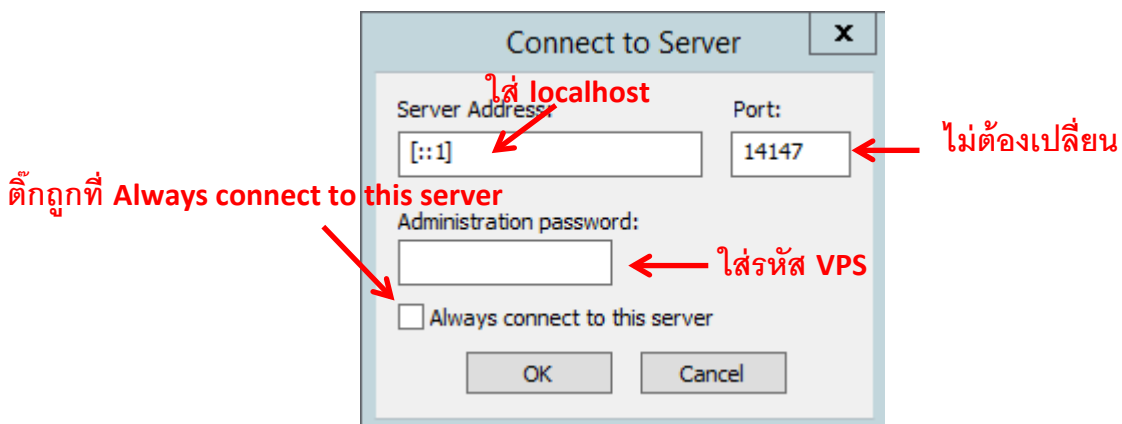 Connect to Server
x
ใส่ localhost
Server Address:
Port:
[::1]
14147
ไม่ต้องเปลี่ยน
ติ๊กถูกที่ Always connect to this server
Administration password:
ใส่รหัส VPS
Always connect to this server
OK
Cancel